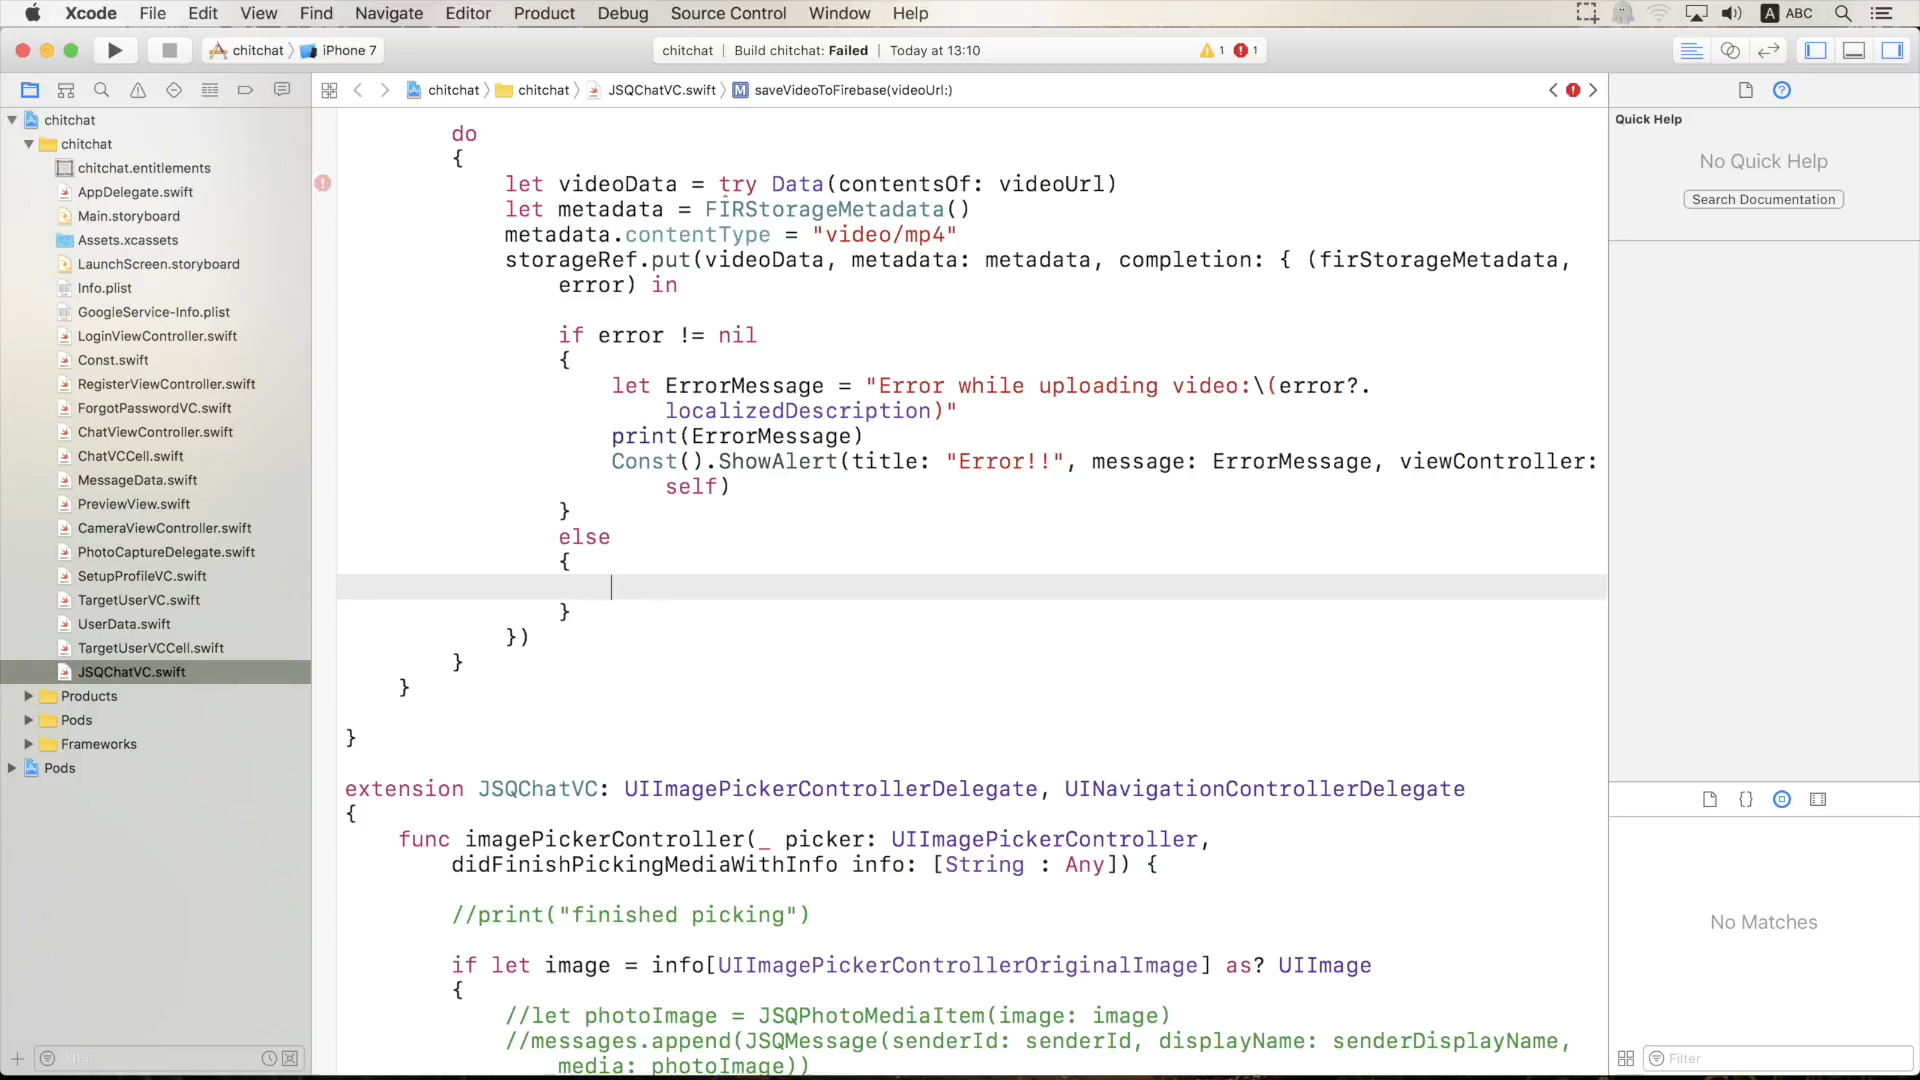 Xcode File Edit View Find Navigate Editor Product Debug Source Control Window Help A ABC
chitchat iPhone 7 chitchat Build chitchat: Failed Today at 13:10 1 1
chitchat chitchat JSQChatVC.swift M saveVideoToFirebase(videoUrl:)
chitchat
chitchat
chitchat.entitlements
AppDelegate.swift
Main.storyboard
Assets.xcassets
LaunchScreen.storyboard
Info.plist
GoogleService-Info.plist
LoginViewController.swift
Const.swift
RegisterViewController.swift
ForgotPasswordVC.swift
ChatViewController.swift
ChatVCCell.swift
MessageData.swift
PreviewView.swift
CameraViewController.swift
PhotoCaptureDelegate.swift
SetupProfileVC.swift
TargetUserVC.swift
UserData.swift
TargetUserVCCell.swift
JSQChatVC.swift
Products
Pods
Frameworks
Pods
Filter
do
{
let videoData = try Data(contentsOf: videoUrl)
let metadata = FIRStorageMetadata()
metadata.contentType = "video/mp4"
storageRef.put(videoData, metadata: metadata, completion: { (firStorageMetadata,
error) in
if error != nil
{
let ErrorMessage = "Error while uploading video:\(error?.
localizedDescription)"
print(ErrorMessage)
Const().ShowAlert(title: "Error!!", message: ErrorMessage, viewController:
self)
}
else
{
}
})
}
}
}
extension JSQChatVC: UIImagePickerControllerDelegate, UINavigationControllerDelegate
{
func imagePickerController(_ picker: UIImagePickerController,
didFinishPickingMediaWithInfo info: [String : Any]) {
//print("finished picking")
if let image = info[UIImagePickerControllerOriginalImage] as? UIImage
{
//let photoImage = JSQPhotoMediaItem(image: image)
//messages.append(JSQMessage(senderId: senderId, displayName: senderDisplayName,
media: photoImage))
Quick Help
No Quick Help
Search Documentation
{}
No Matches
Filter